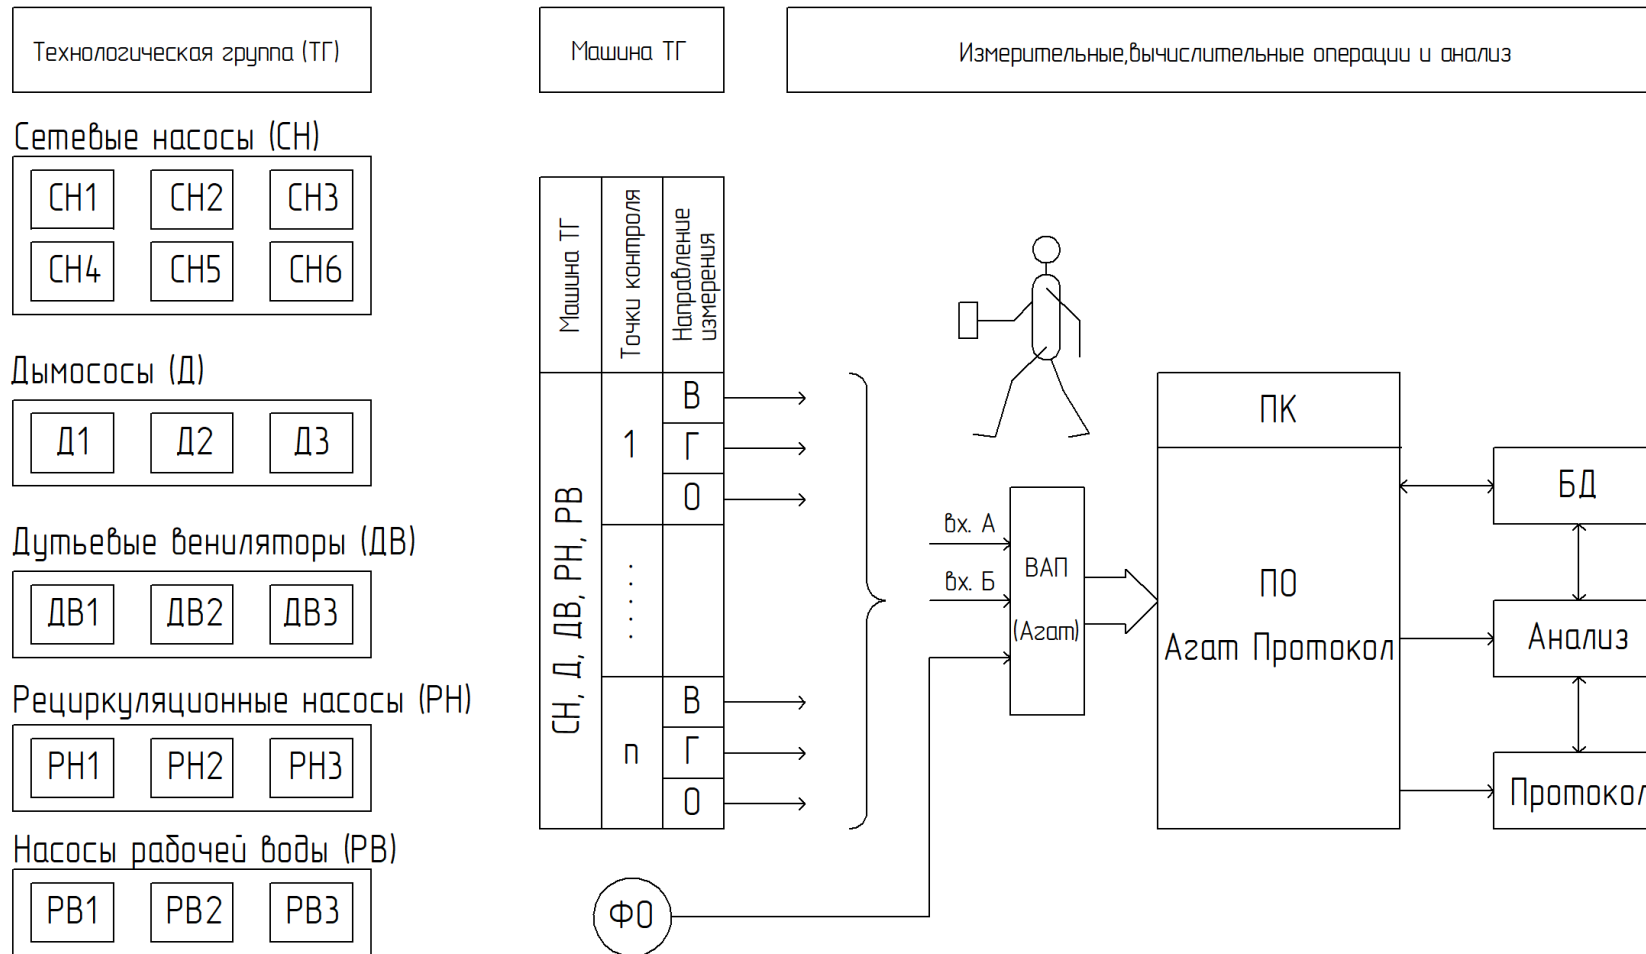 Технологическая группа (ТГ)
Машина ТГ
Измерительные,вычислительные операции и анализ
Сетевые насосы (СН)
СН1 СН2 СН3
СН4 СН5 СН6
Дымососы (Д)
Д1 Д2 Д3
Дутьевые вениляторы (ДВ)
ДВ1 ДВ2 ДВ3
Рециркуляционные насосы (РН)
РН1 РН2 РН3
Насосы рабочей воды (РВ)
РВ1 РВ2 РВ3
Машина ТГ
Точки контроля
Направление
измерения
СН, Д, ДВ, РН, РВ
1
В
Г
О
. . . . . .
n
В
Г
О
ФО
вх. А
вх. Б
ВАП
(Агат)
ПК
ПО
Агат Протокол
БД
Анализ
Протокол